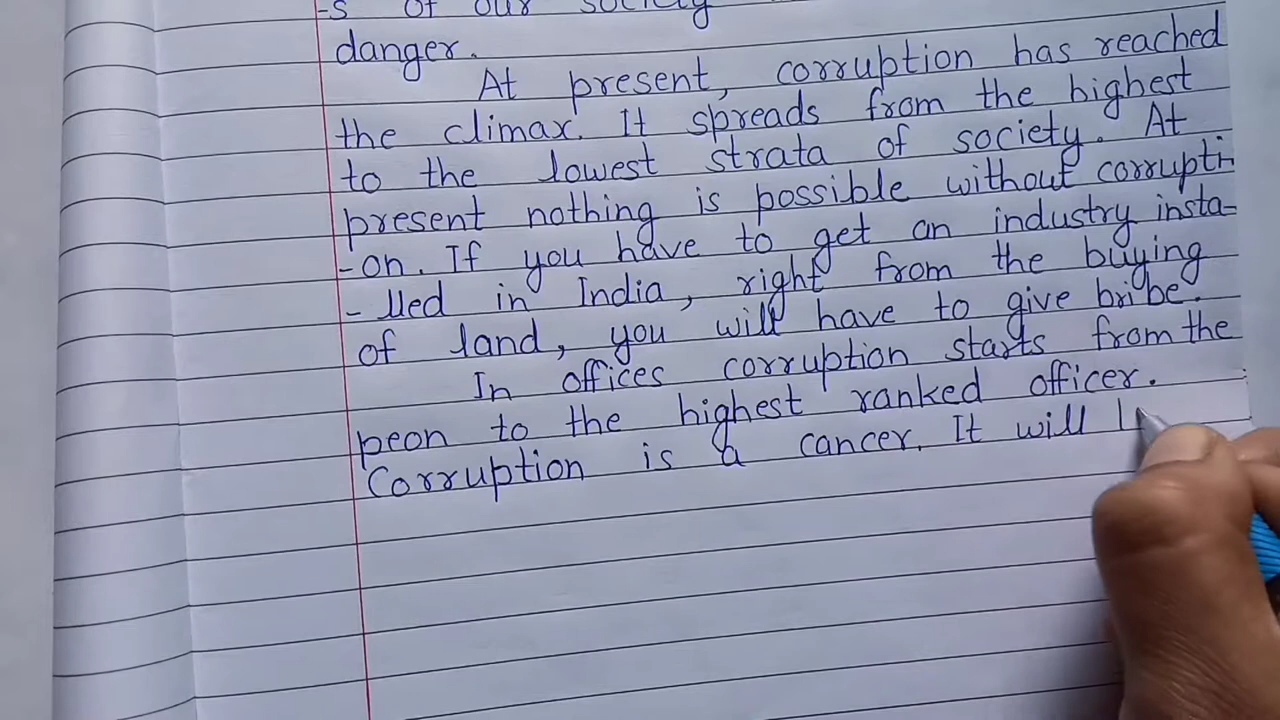 -s of our society
danger.
At present, corruption has reached
the climax. It spreads from the highest
to the lowest strata of society. At
present nothing is possible without corrupti
-on. If you have to get an industry insta-
-lled in India, right from the buying
of land, you will have to give bribe.
In offices corruption starts from the
peon to the highest ranked officer.
Corruption is a cancer. It will